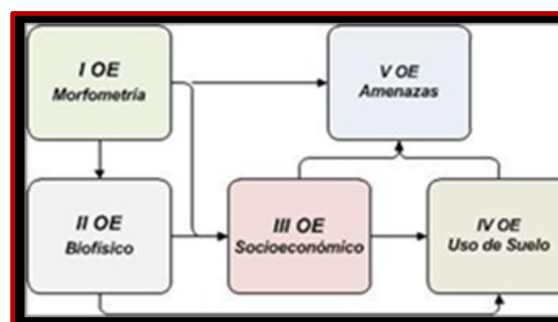 I OE
Morfometría
V OE
Amenazas
II OE
Biofísico
III OE
Socioeconómico
IV OE
Uso de Suelo